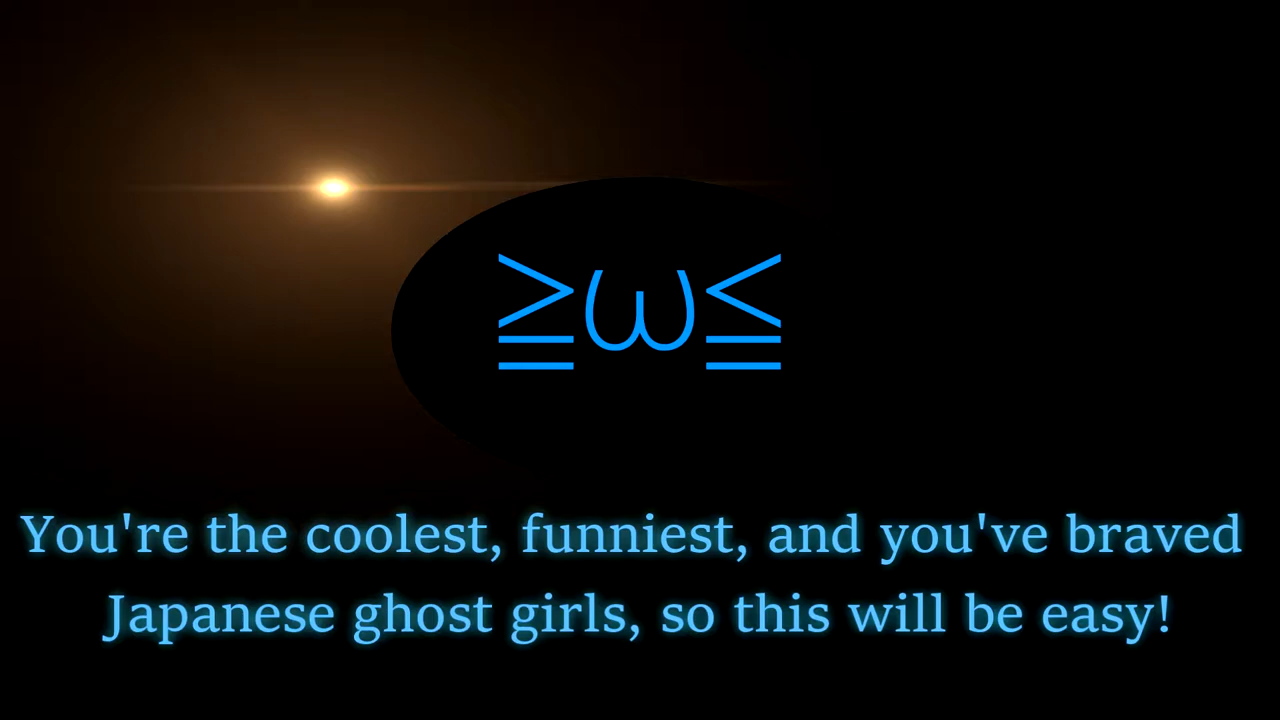 ≧ω≦
You're the coolest, funniest, and you've braved
Japanese ghost girls, so this will be easy!